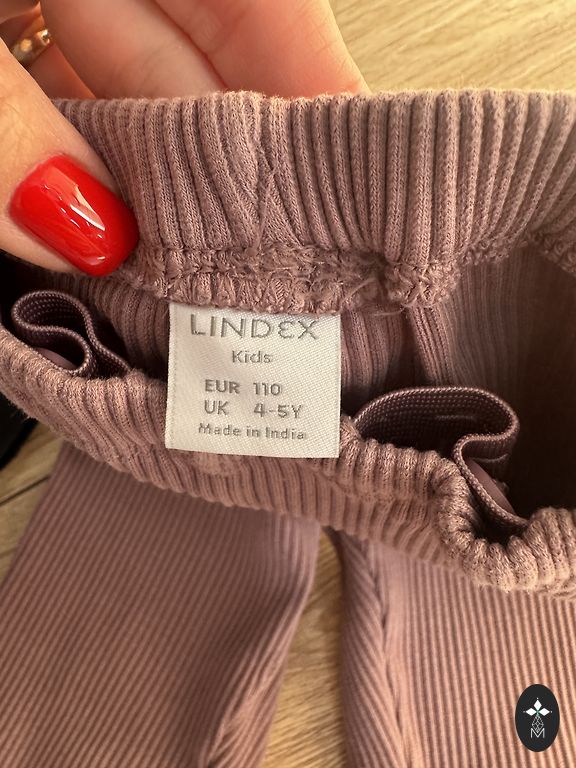 LINDEX
Kids
EUR 110
UK 4-5Y
Made in India
M